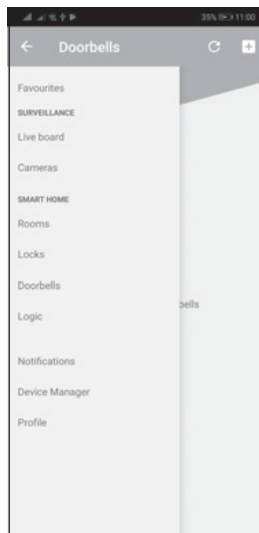 35% 11:00
Doorbells
Favourites
SURVEILLANCE
Live board
Cameras
SMART HOME
Rooms
Locks
Doorbells
bells
Logic
Notifications
Device Manager
Profile